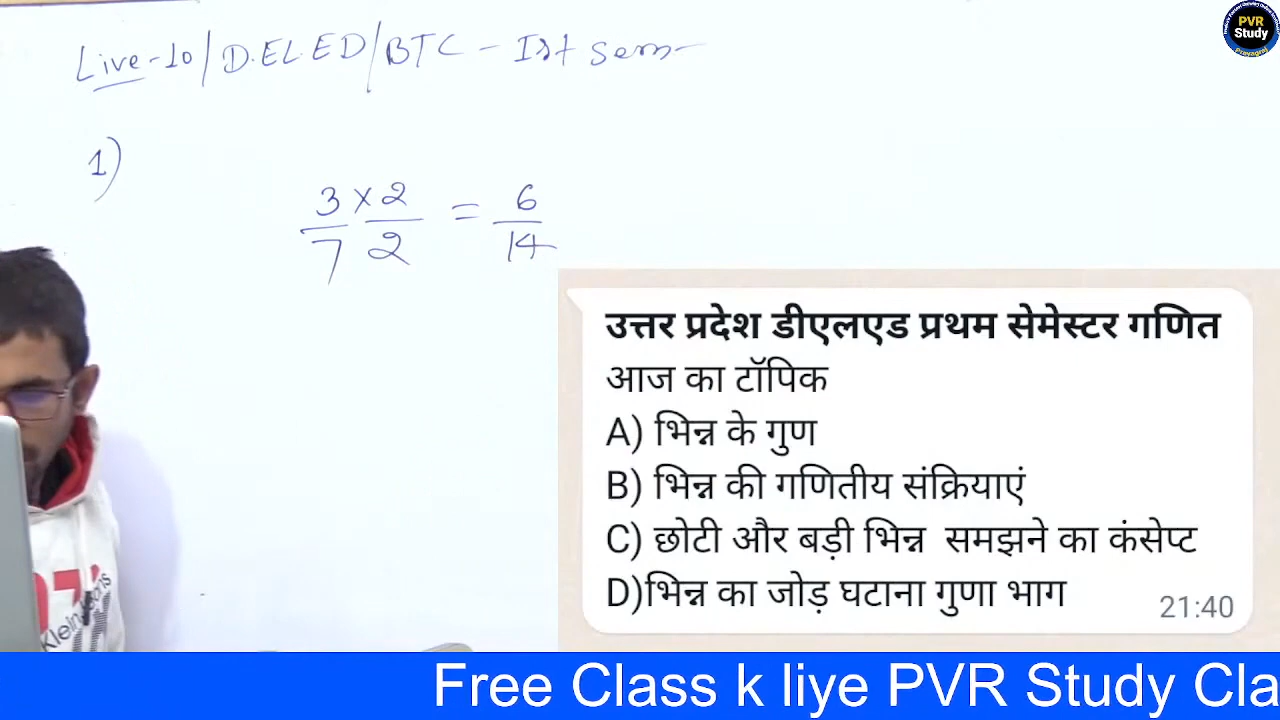 Live-10/D.EL.ED/BTC - Ist Sem-
PVR
Study
Prayagraj
1)
3 × 2 = 6
7 2 14
उत्तर प्रदेश डीएलएड प्रथम सेमेस्टर गणित
आज का टॉपिक
A) भिन्न के गुण
B) भिन्न की गणितीय संक्रियाएं
C) छोटी और बड़ी भिन्न समझने का कंसेप्ट
D)भिन्न का जोड़ घटाना गुणा भाग
21:40
Free Class k liye PVR Study Cla